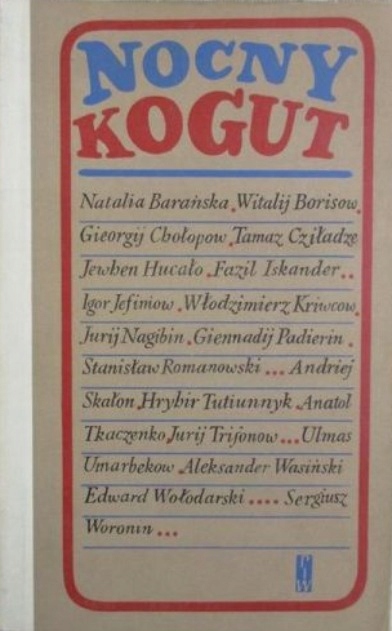 NOCNY
KOGUT
Natalia Barańska.Witalij Borisow.
Gieorgij Chołopow.Tamaz Cziładze
Jewhen Hucało.Fazil Iskander..
Igor Jefimow.Włodzimierz Kriwcow.
Jurij Nagibin.Giennadij Padierin.
Stanisław Romanowski...Andriej
Skałon.Hryhir Tutiunnyk.Anatol
Tkaczenko.Jurij Trifonow...Ulmas
Umarbekow.Aleksander Wasiński
Edward Wołodarski....Sergiusz
Woronin...
PIW